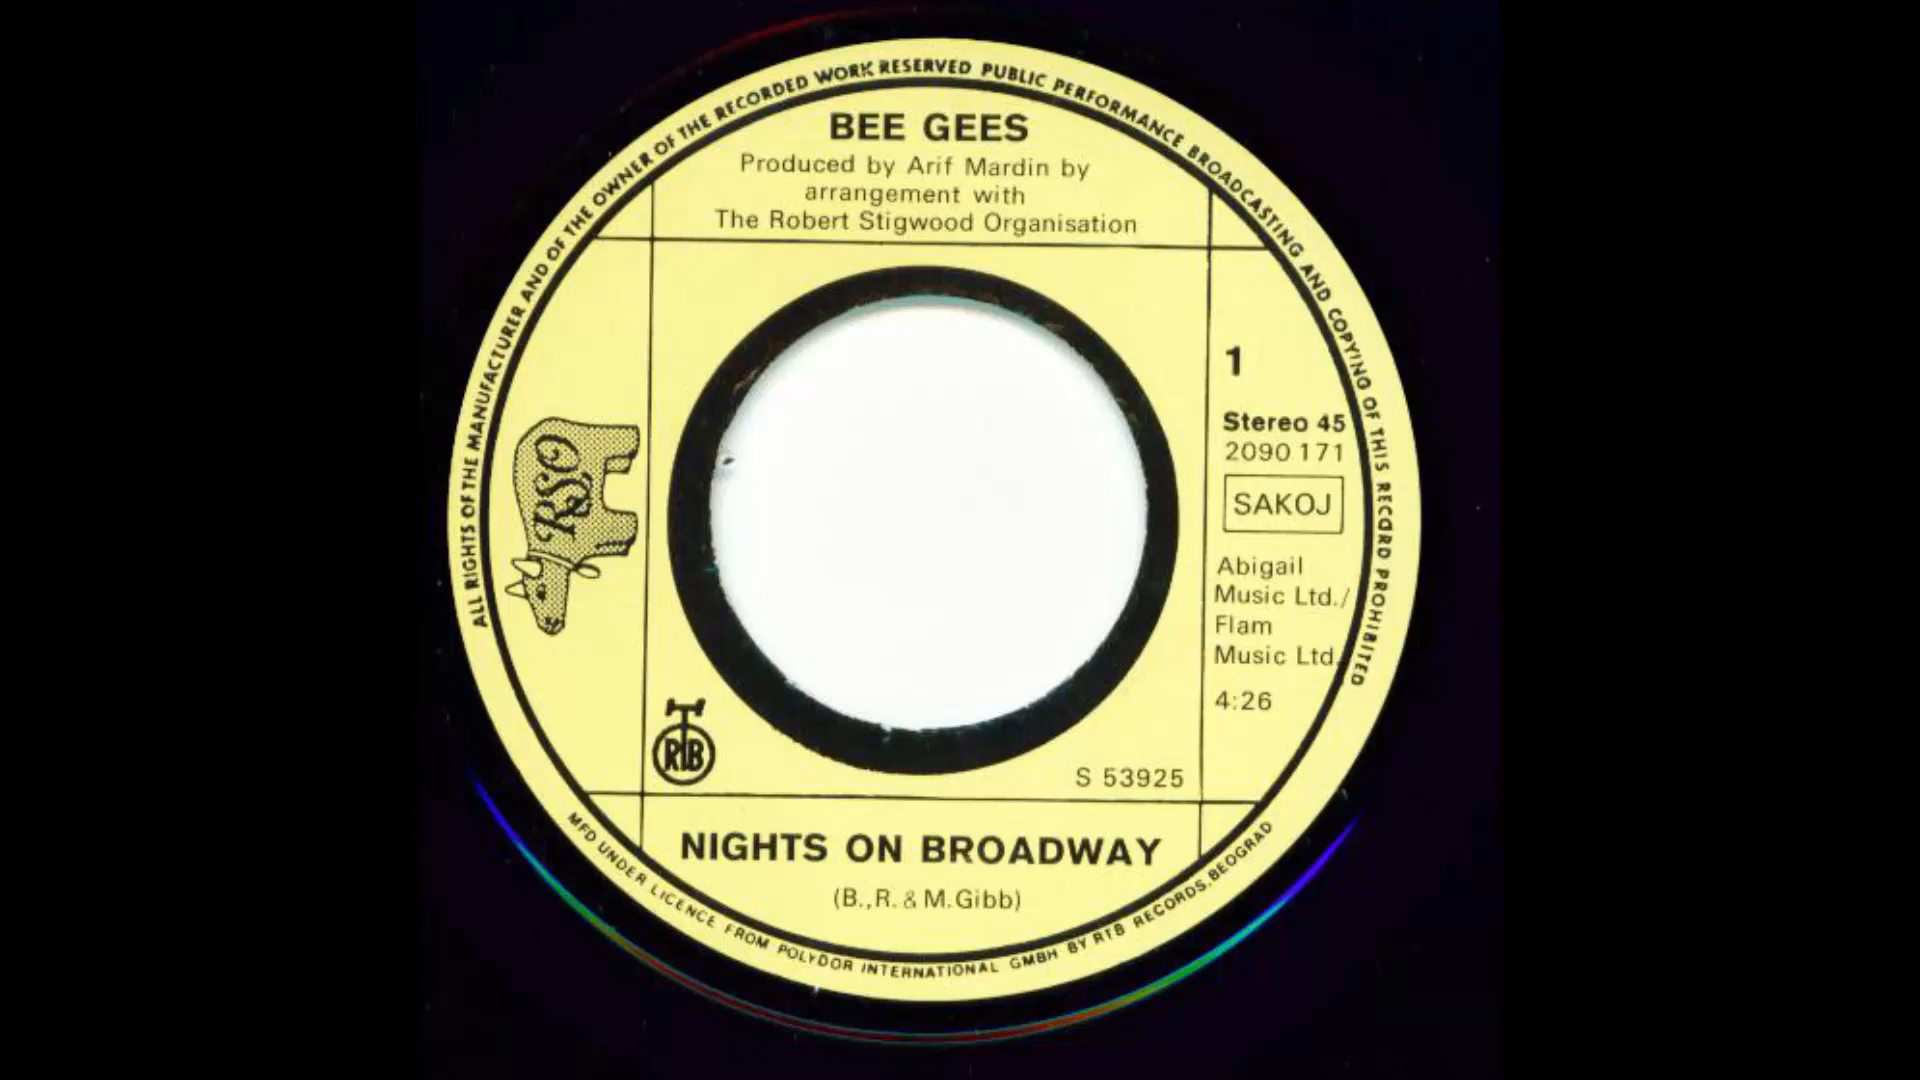 ALL RIGHTS OF THE MANUFACTURER AND OF THE OWNER OF THE RECORDED WORK RESERVED PUBLIC PERFORMANCE BROADCASTING AND COPYING OF THIS RECORD PROHIBITED
BEE GEES
Produced by Arif Mardin by
arrangement with
The Robert Stigwood Organisation
RSO
1
Stereo 45
2090 171
SAKOJ
Abigail
Music Ltd./
Flam
Music Ltd.
4:26
RTB
S 53925
NIGHTS ON BROADWAY
(B.,R. & M.Gibb)
MFD UNDER LICENCE FROM POLYDOR INTERNATIONAL GMBH BY RTB RECORDS, BEOGRAD